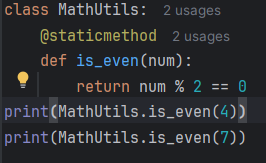 class MathUtils: 2 usages
    @staticmethod 2 usages
    def is_even(num):
        return num % 2 == 0
print(MathUtils.is_even(4))
print(MathUtils.is_even(7))